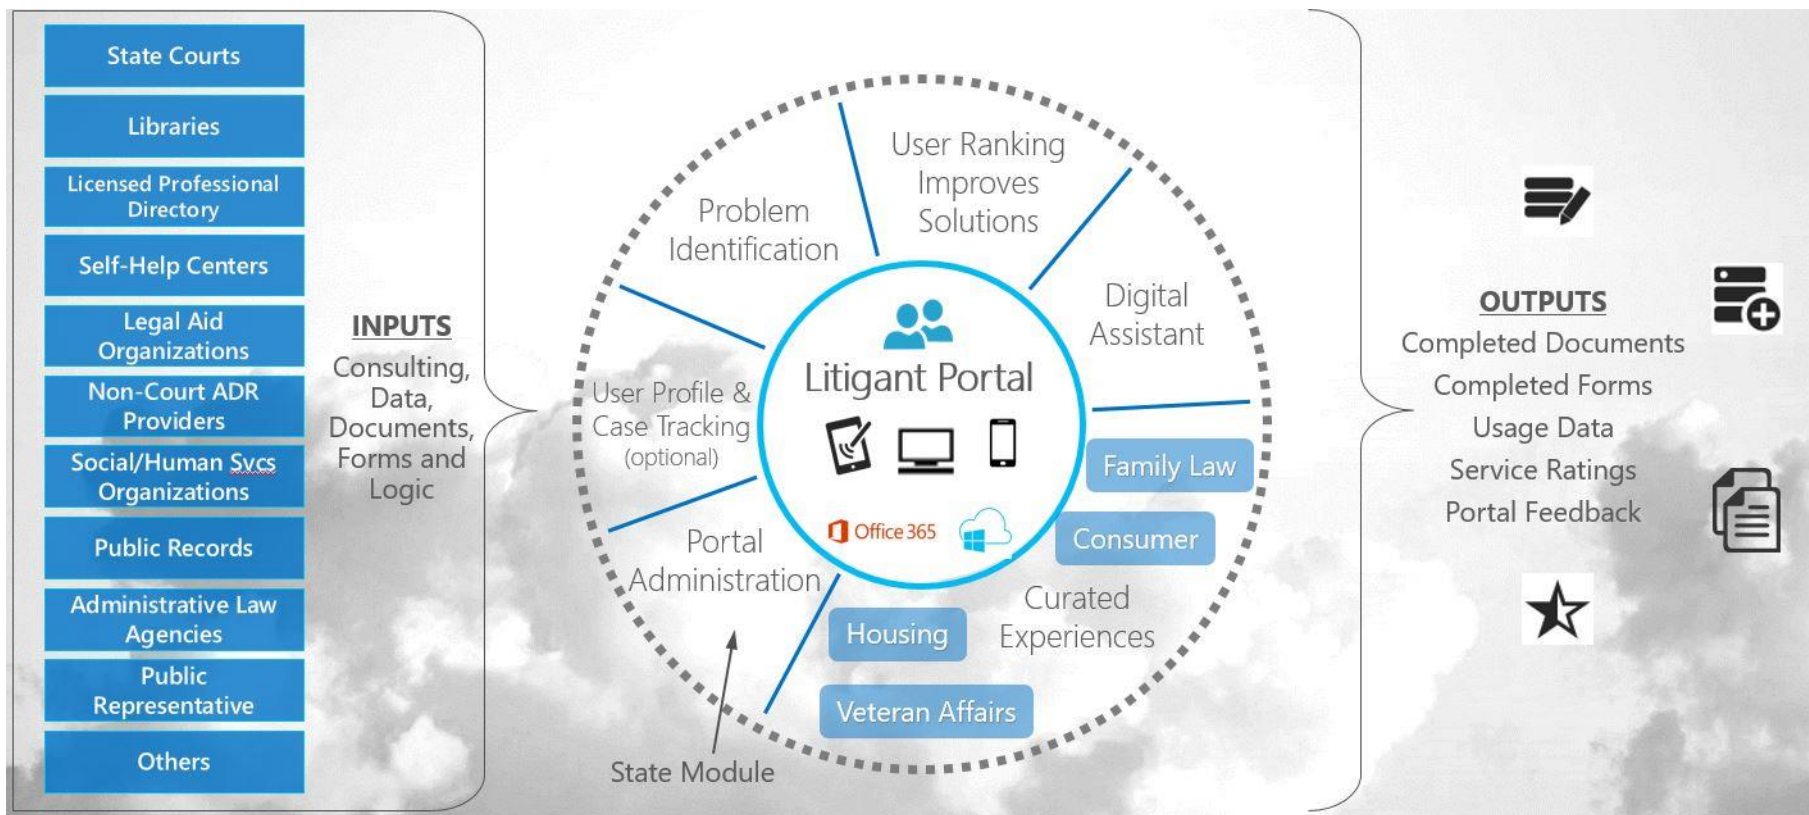 State Courts
Libraries
Licensed Professional
Directory
Self-Help Centers
Legal Aid
Organizations
Non-Court ADR
Providers
Social/Human Svcs
Organizations
Public Records
Administrative Law
Agencies
Public
Representative
Others
INPUTS
Consulting,
Data,
Documents,
Forms and
Logic
Problem
Identification
User Ranking
Improves
Solutions
Digital
Assistant
User Profile &
Case Tracking
(optional)
Portal
Administration
State Module
Litigant Portal
Office 365
Family Law
Consumer
Curated
Experiences
Housing
Veteran Affairs
OUTPUTS
Completed Documents
Completed Forms
Usage Data
Service Ratings
Portal Feedback